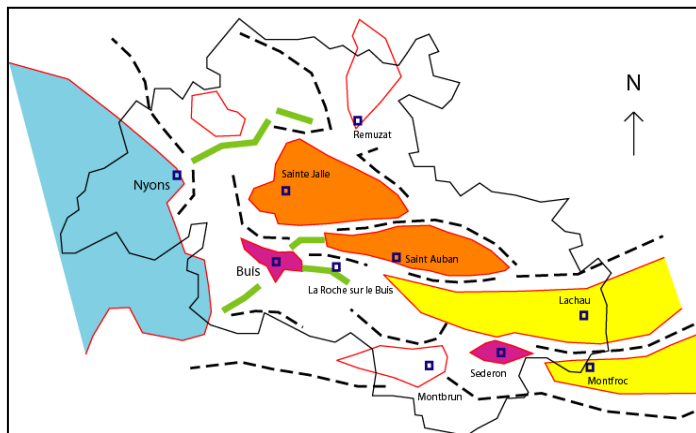 N
Remuzat
Sainte Jalle
Nyons
Saint Auban
Buis
La Roche sur le Buis
Lachau
Sederon
Montfroc
Montbrun